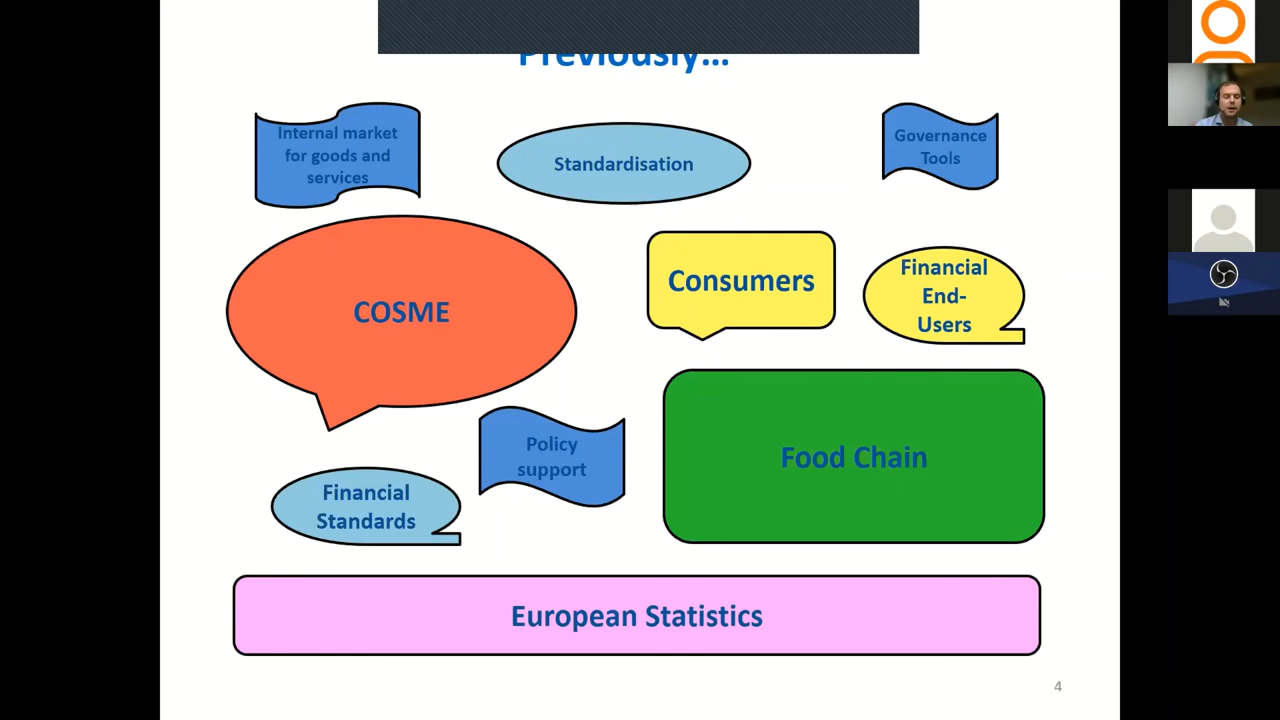 Previously...
Internal market
for goods and
services
Standardisation
Governance
Tools
COSME
Consumers
Financial
End-
Users
Policy
support
Food Chain
Financial
Standards
European Statistics
4